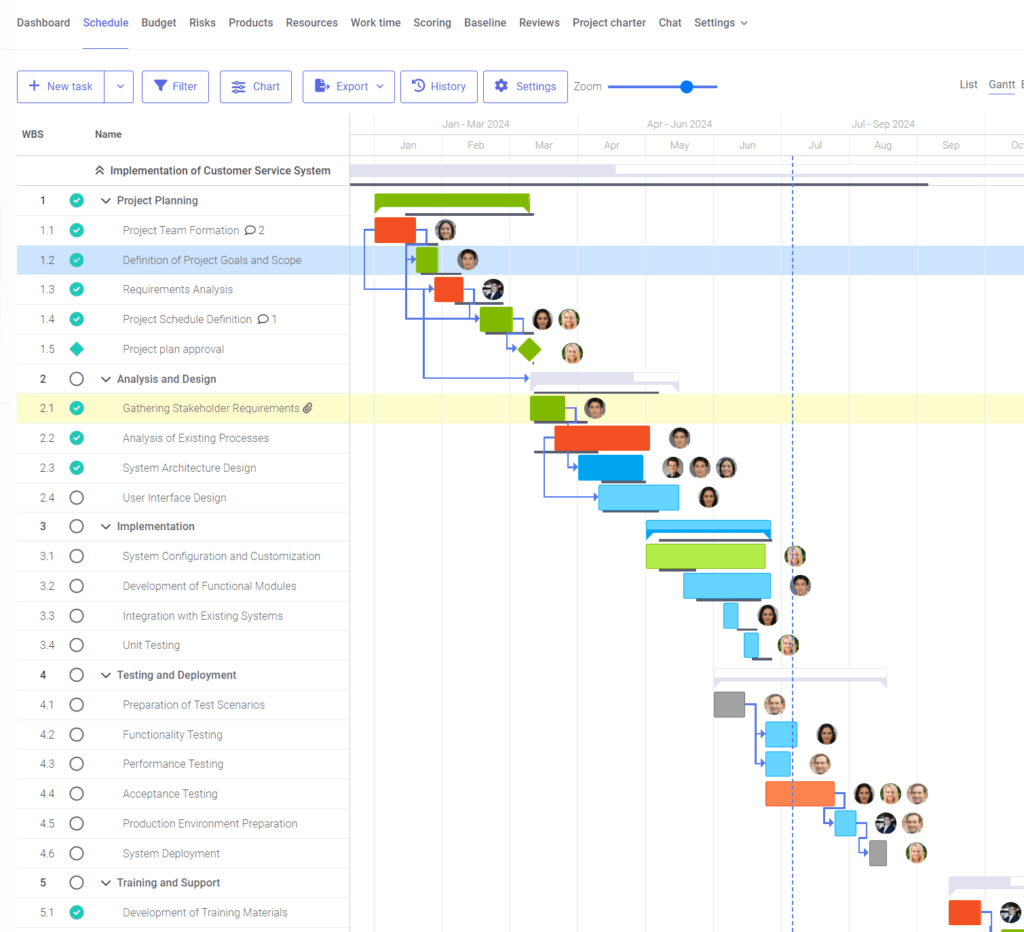 Dashboard Schedule Budget Risks Products Resources Work time Scoring Baseline Reviews Project charter Chat Settings
New task Filter Chart Export History Settings Zoom List Gantt
WBS Name
Jan - Mar 2024 Apr - Jun 2024 Jul - Sep 2024
Jan Feb Mar Apr May Jun Jul Aug Sep
Implementation of Customer Service System
1 Project Planning
1.1 Project Team Formation 2
1.2 Definition of Project Goals and Scope
1.3 Requirements Analysis
1.4 Project Schedule Definition 1
1.5 Project plan approval
2 Analysis and Design
2.1 Gathering Stakeholder Requirements
2.2 Analysis of Existing Processes
2.3 System Architecture Design
2.4 User Interface Design
3 Implementation
3.1 System Configuration and Customization
3.2 Development of Functional Modules
3.3 Integration with Existing Systems
3.4 Unit Testing
4 Testing and Deployment
4.1 Preparation of Test Scenarios
4.2 Functionality Testing
4.3 Performance Testing
4.4 Acceptance Testing
4.5 Production Environment Preparation
4.6 System Deployment
5 Training and Support
5.1 Development of Training Materials